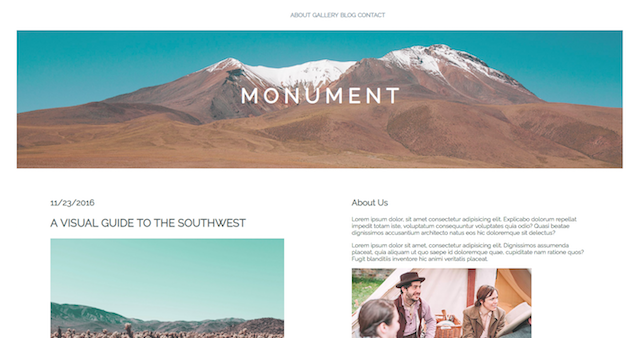 ABOUT GALLERY BLOG CONTACT
MONUMENT
11/23/2016
A VISUAL GUIDE TO THE SOUTHWEST
About Us
Lorem ipsum dolor, sit amet consectetur adipisicing elit. Explicabo dolorum repellat
impedit totam iste, voluptatum consequuntur voluptates quia odio? Quasi beatae
dignissimos accusantium architecto natus eos hic doloremque sit delectus?
Lorem ipsum dolor sit amet consectetur, adipisicing elit. Dignissimos assumenda
placeat, quia aliquam ut quo saepe id doloremque quae, cupiditate nam ratione quos?
Fugit blanditiis inventore hic animi veritatis placeat.